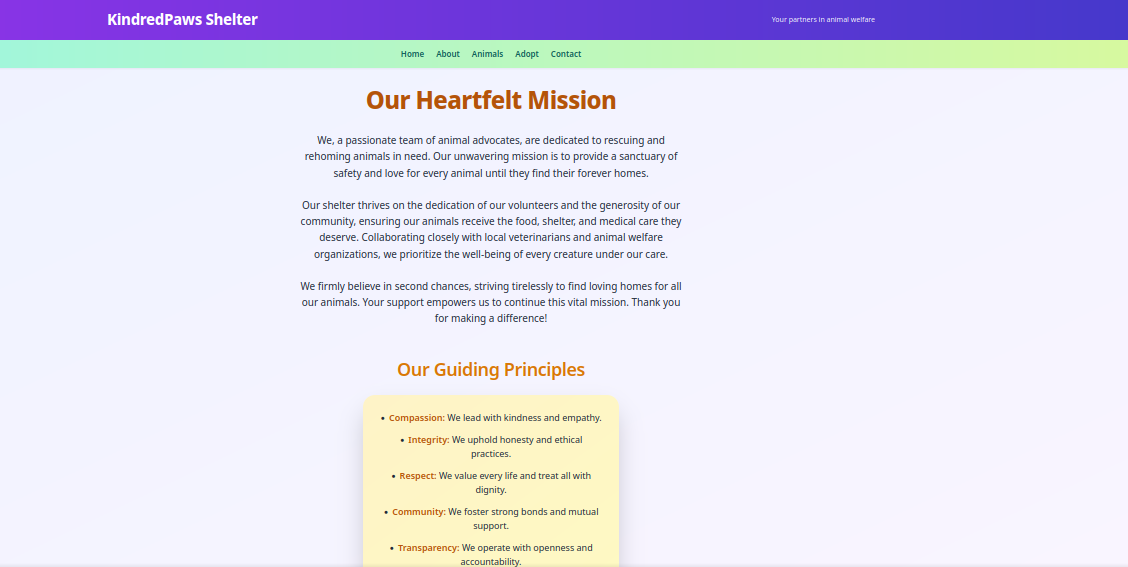 KindredPaws Shelter
Your partners in animal welfare
Home About Animals Adopt Contact
Our Heartfelt Mission
We, a passionate team of animal advocates, are dedicated to rescuing and
rehoming animals in need. Our unwavering mission is to provide a sanctuary of
safety and love for every animal until they find their forever homes.
Our shelter thrives on the dedication of our volunteers and the generosity of our
community, ensuring our animals receive the food, shelter, and medical care they
deserve. Collaborating closely with local veterinarians and animal welfare
organizations, we prioritize the well-being of every creature under our care.
We firmly believe in second chances, striving tirelessly to find loving homes for all
our animals. Your support empowers us to continue this vital mission. Thank you
for making a difference!
Our Guiding Principles
• Compassion: We lead with kindness and empathy.
• Integrity: We uphold honesty and ethical
practices.
• Respect: We value every life and treat all with
dignity.
• Community: We foster strong bonds and mutual
support.
• Transparency: We operate with openness and
accountability.